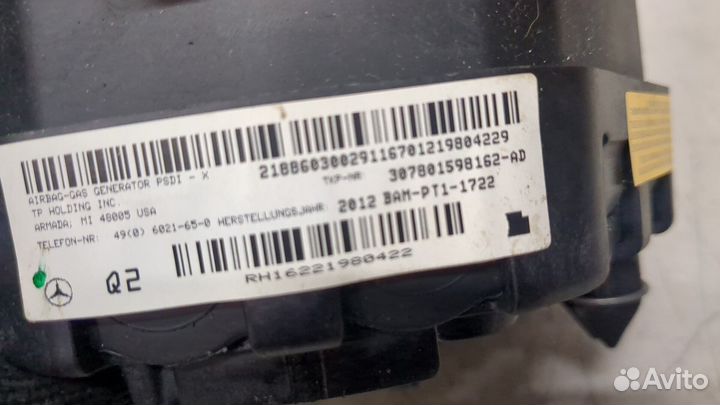 21886030029116701219804229
AIRBAG-GAS GENERATOR PSDI - X
TKP-NR 307801598162-AD
TP HOLDING INC.
ARMADA, MI 48005 USA
TELEFON-NR: 49(0) 6021-65-0 HERSTELLUNGSJAHR: 2012 BAM-PT1-1722
Q2
RH16221980422
Avito